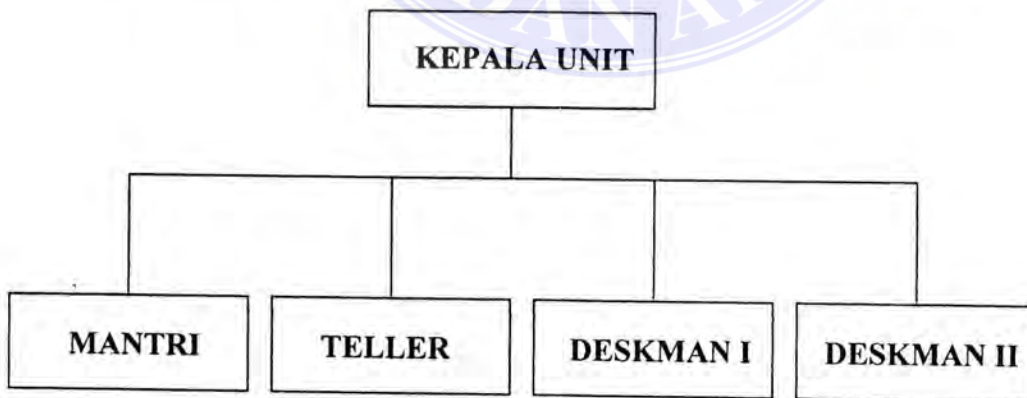 KEPALA UNIT
MANTRI
TELLER
DESKMAN I
DESKMAN II